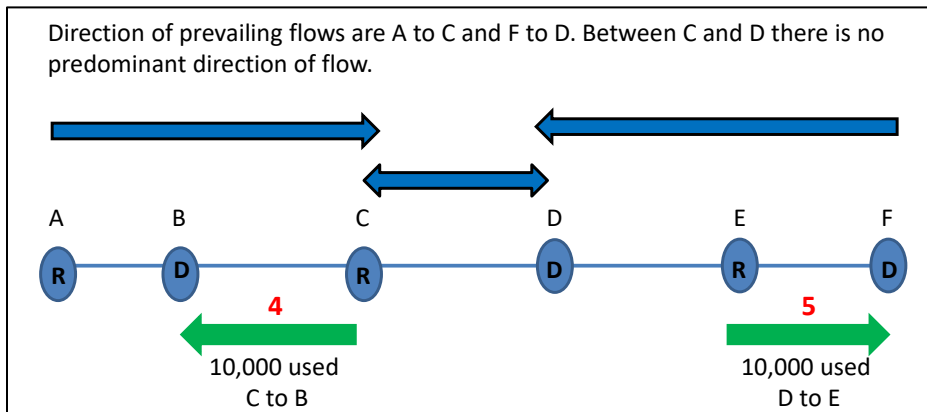 Direction of prevailing flows are A to C and F to D. Between C and D there is no
predominant direction of flow.
A B C D E F
R D R D R D
4 5
10,000 used 10,000 used
C to B D to E